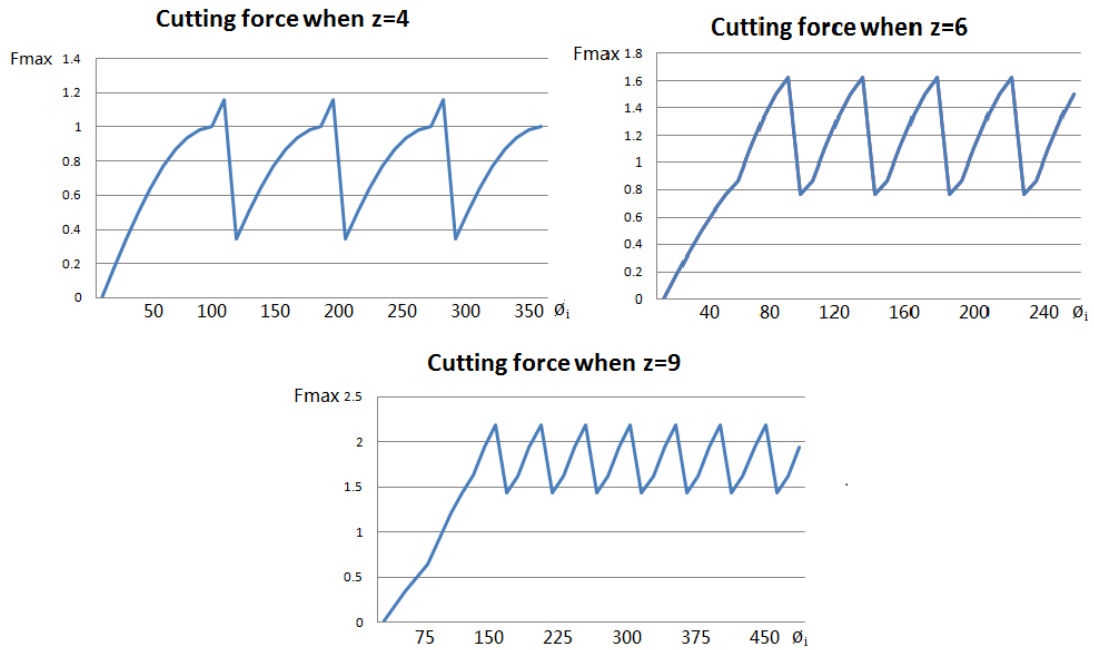 Cutting force when z=4
Fmax 1.4
1.2
1
0.8
0.6
0.4
0.2
0
50 100 150 200 250 300 350 øᵢ
Cutting force when z=6
Fmax 1.8
1.6
1.4
1.2
1
0.8
0.6
0.4
0.2
0
40 80 120 160 200 240 øᵢ
Cutting force when z=9
Fmax 2.5
2
1.5
1
0.5
0
75 150 225 300 375 450 øᵢ